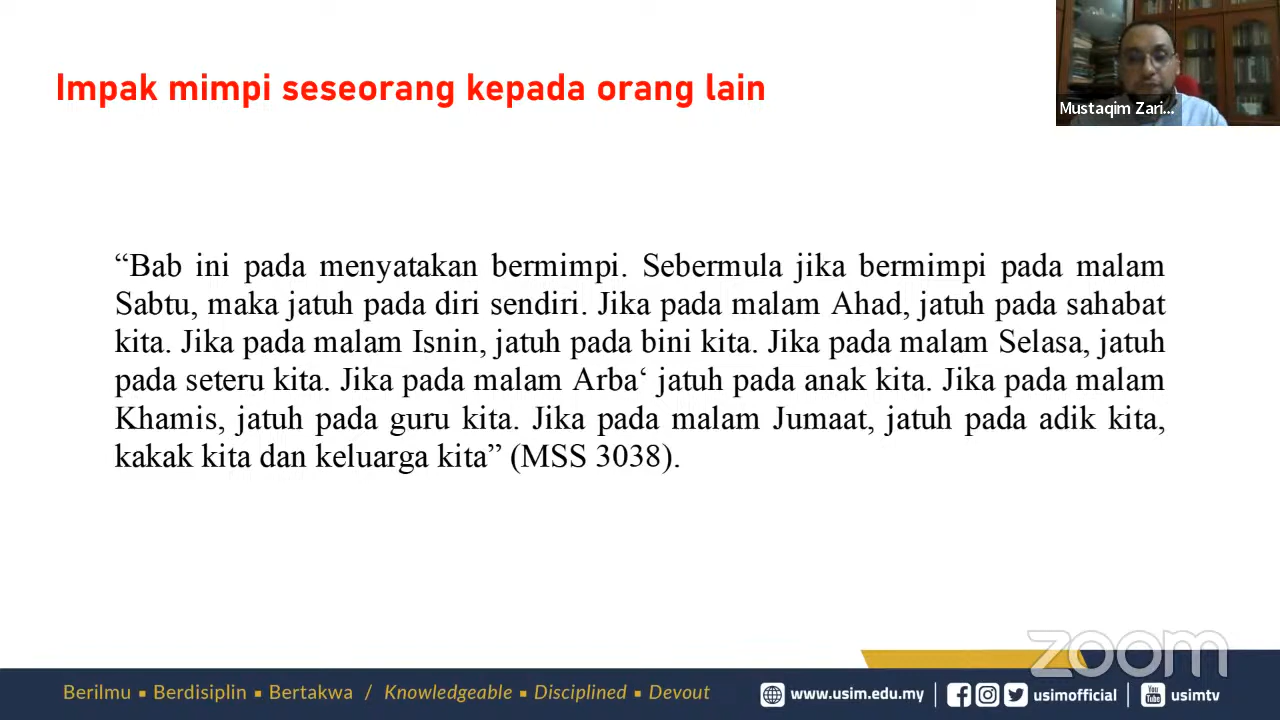 Impak mimpi seseorang kepada orang lain
Mustaqim Zari...
“Bab ini pada menyatakan bermimpi. Sebermula jika bermimpi pada malam
Sabtu, maka jatuh pada diri sendiri. Jika pada malam Ahad, jatuh pada sahabat
kita. Jika pada malam Isnin, jatuh pada bini kita. Jika pada malam Selasa, jatuh
pada seteru kita. Jika pada malam Arba‘ jatuh pada anak kita. Jika pada malam
Khamis, jatuh pada guru kita. Jika pada malam Jumaat, jatuh pada adik kita,
kakak kita dan keluarga kita” (MSS 3038).
zoom
Berilmu ▪ Berdisiplin ▪ Bertakwa / Knowledgeable ▪ Disciplined ▪ Devout
www.usim.edu.my | usimofficial | You Tube usimtv